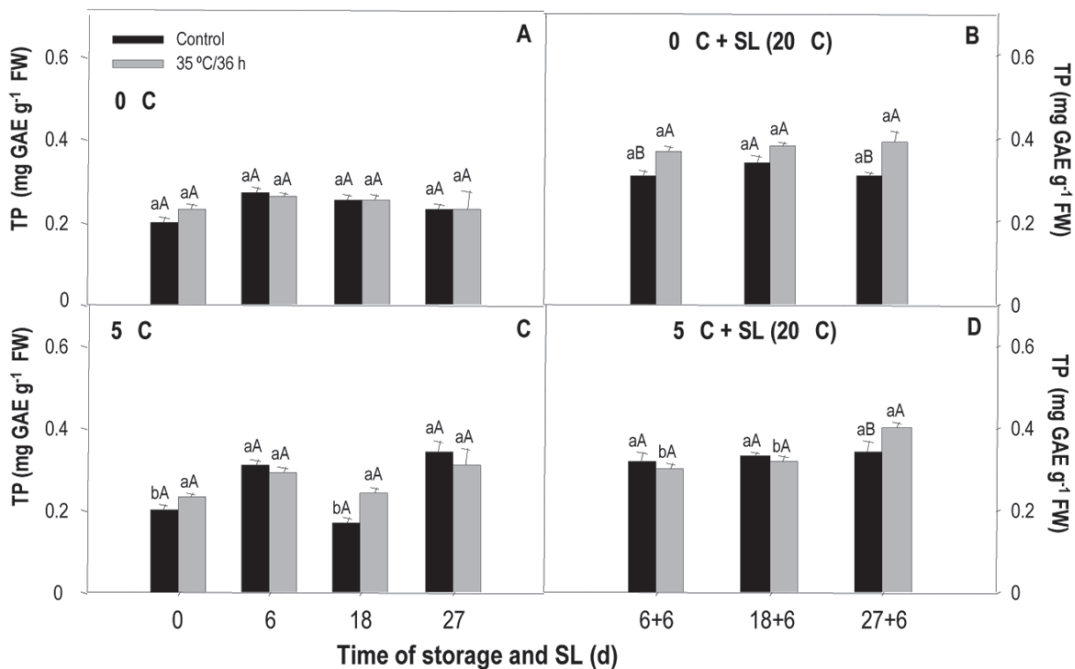 A
Control
35 ºC/36 h
0 C
TP (mg GAE g-1 FW)
0.6
0.4
0.2
0
aA aA
aA aA
aA aA
aA aA
B
0 C + SL (20 C)
TP (mg GAE g-1 FW)
0.6
0.4
0.2
0
aB aA
aA aA
aB aA
C
5 C
TP (mg GAE g-1 FW)
0.6
0.4
0.2
0
bA aA
aA aA
bA aA
aA aA
D
5 C + SL (20 C)
TP (mg GAE g-1 FW)
0.6
0.4
0.2
0
aA bA
aA bA
aB aA
0 6 18 27 6+6 18+6 27+6
Time of storage and SL (d)